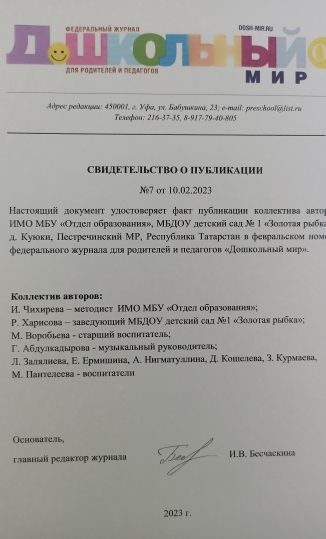 ФЕДЕРАЛЬНЫЙ ЖУРНАЛ
DOSH-MIR.RU
Дошкольный
ДЛЯ РОДИТЕЛЕЙ И ПЕДАГОГОВ
МИР
Адрес редакции: 450001, г. Уфа, ул. Бабушкина, 23; e-mail: preschool@list.ru
Телефон: 216-37-35, 8-917-79-40-805
СВИДЕТЕЛЬСТВО О ПУБЛИКАЦИИ
№7 от 10.02.2023
Настоящий документ удостоверяет факт публикации коллектива автор
ИМО МБУ «Отдел образования», МБДОУ детский сад № 1 «Золотая рыбка
д. Куюки, Пестречинский МР, Республика Татарстан в февральском номе
федерального журнала для родителей и педагогов «Дошкольный мир».
Коллектив авторов:
И. Чихирева – методист ИМО МБУ «Отдел образования»;
Р. Харисова – заведующий МБДОУ детский сад №1 «Золотая рыбка»;
М. Воробьева - старший воспитатель;
Г. Абдулкадырова - музыкальный руководитель;
Л. Залялиева, Е. Ермишина, А. Нигматуллина, Д. Кошелева, З. Курмаева,
М. Пантелеева - воспитатели
Основатель,
главный редактор журнала
И.В. Бесчаскина
2023 г.